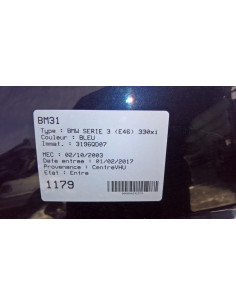 BM31
Type : BMW SERIE 3 (E46) 330xi
Couleur : BLEU
Immat. : 3196QD07
MEC : 02/10/2003
Date entree : 01/02/2017
Provenance : CentreVHU
Etat : Entre
1179